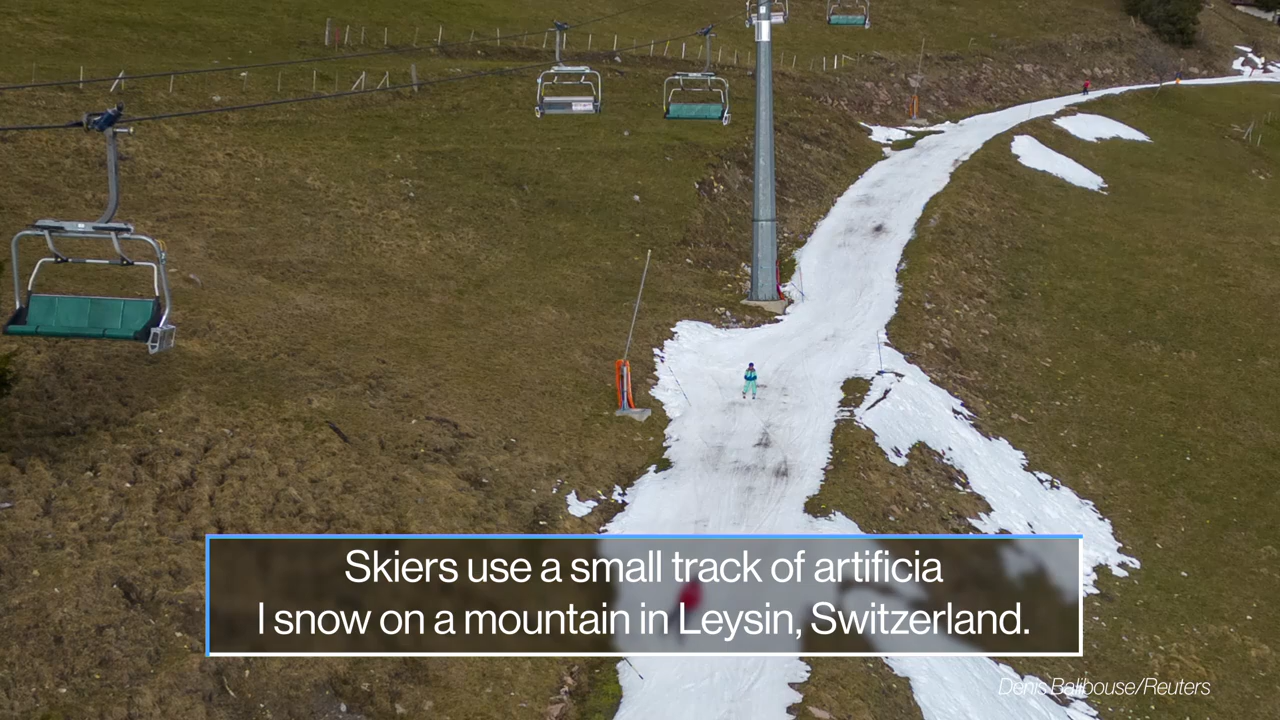 Skiers use a small track of artificia
l snow on a mountain in Leysin, Switzerland.
Denis Balibouse/Reuters